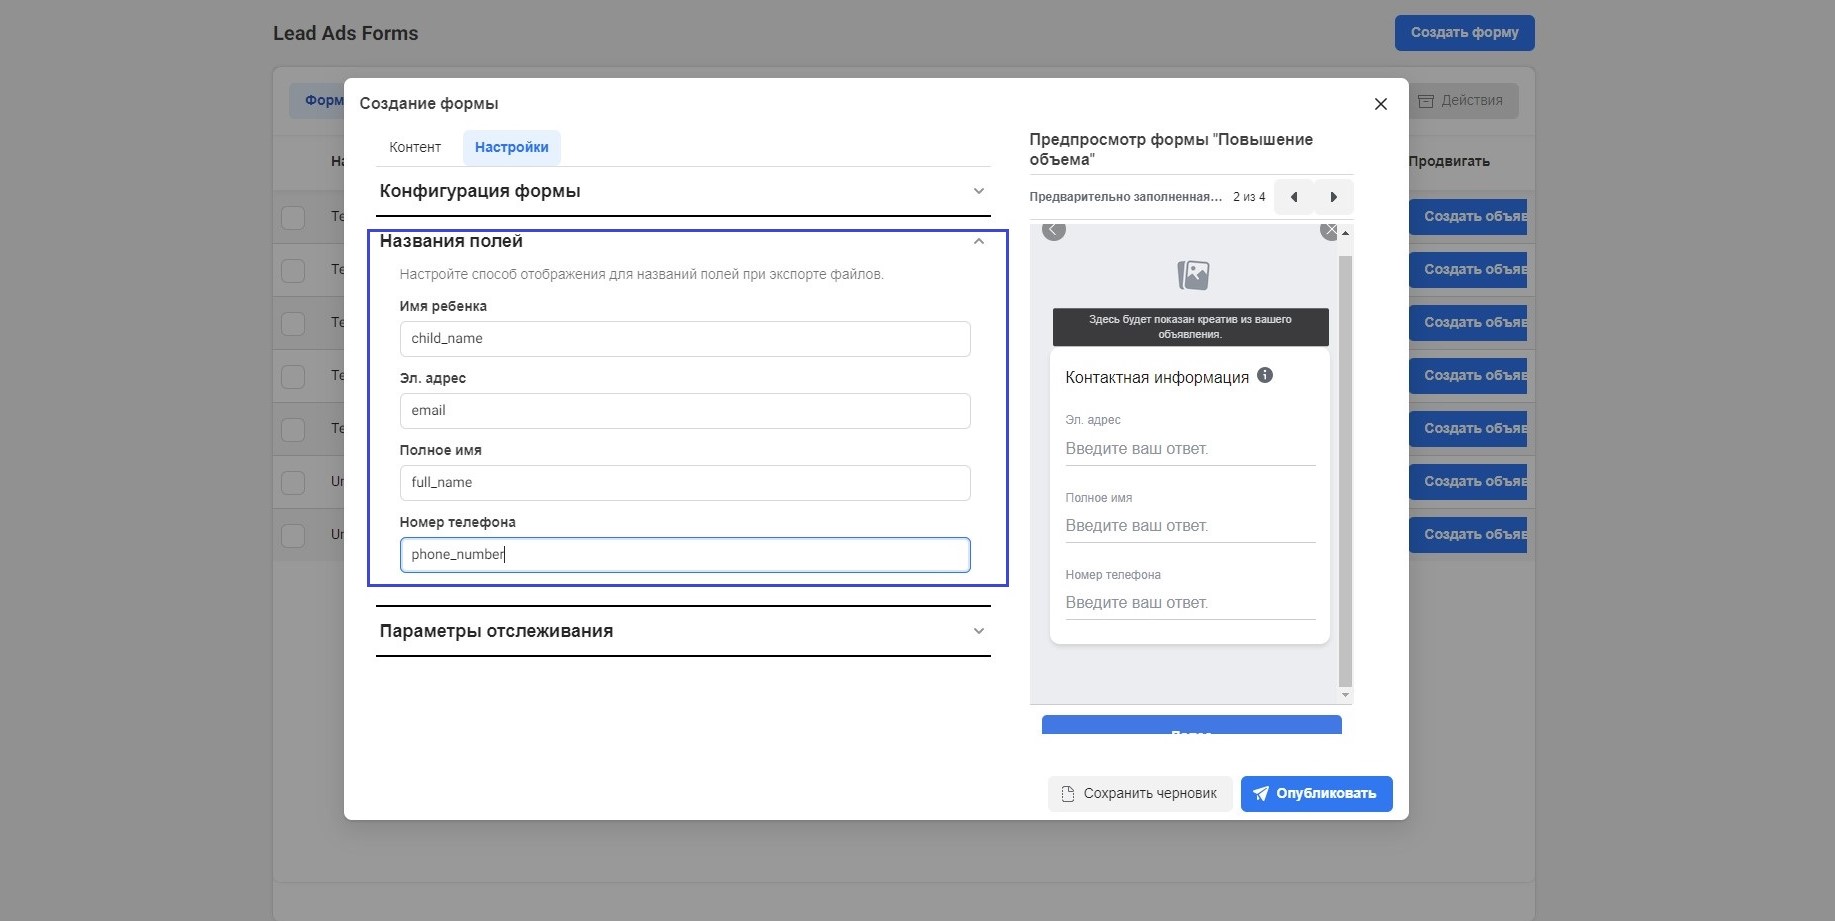 Lead Ads Forms
Создать форму
Форм
Действия
На
Продвигать
Те
Создать объяв
Те
Создать объяв
Те
Создать объяв
Те
Создать объяв
Те
Создать объяв
Un
Создать объяв
Un
Создать объяв
Создание формы
Контент
Настройки
Конфигурация формы
Названия полей
Настройте способ отображения для названий полей при экспорте файлов.
Имя ребенка
child_name
Эл. адрес
email
Полное имя
full_name
Номер телефона
phone_number
Параметры отслеживания
Предпросмотр формы "Повышение
объема"
Предварительно заполненная... 2 из 4
Здесь будет показан креатив из вашего
объявления.
Контактная информация
Эл. адрес
Введите ваш ответ.
Полное имя
Введите ваш ответ.
Номер телефона
Введите ваш ответ.
Сохранить черновик
Опубликовать